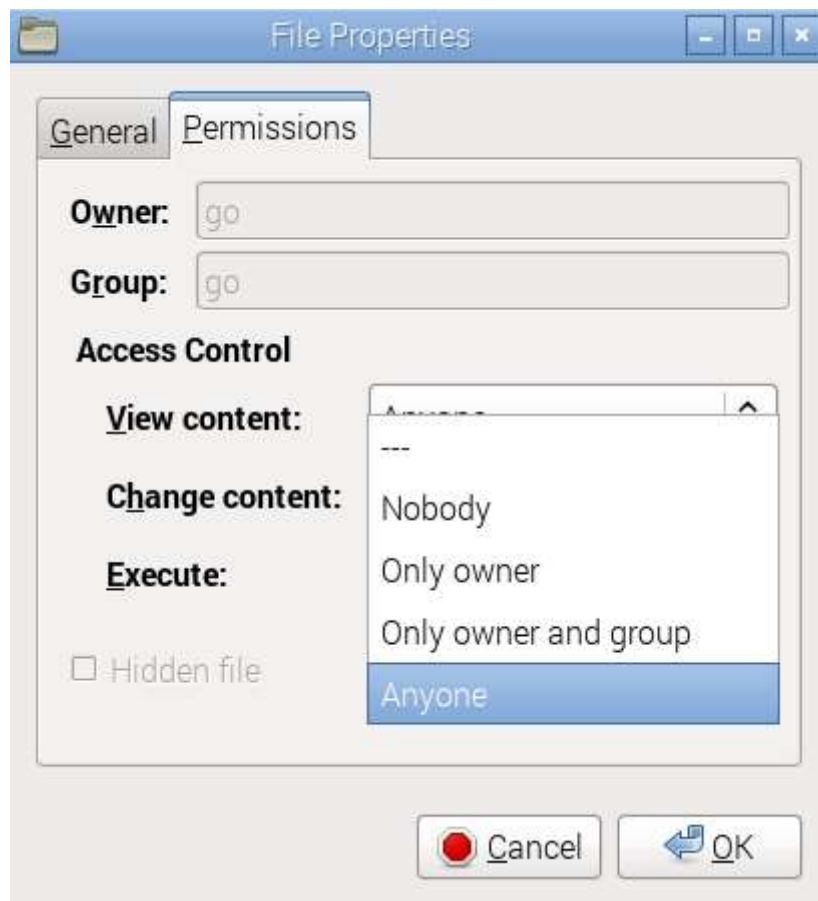 File Properties
General Permissions
Owner: go
Group: go
Access Control
View content: Anyone
---
Change content:
Nobody
Only owner
Execute:
Only owner and group
Hidden file
Anyone
Cancel OK